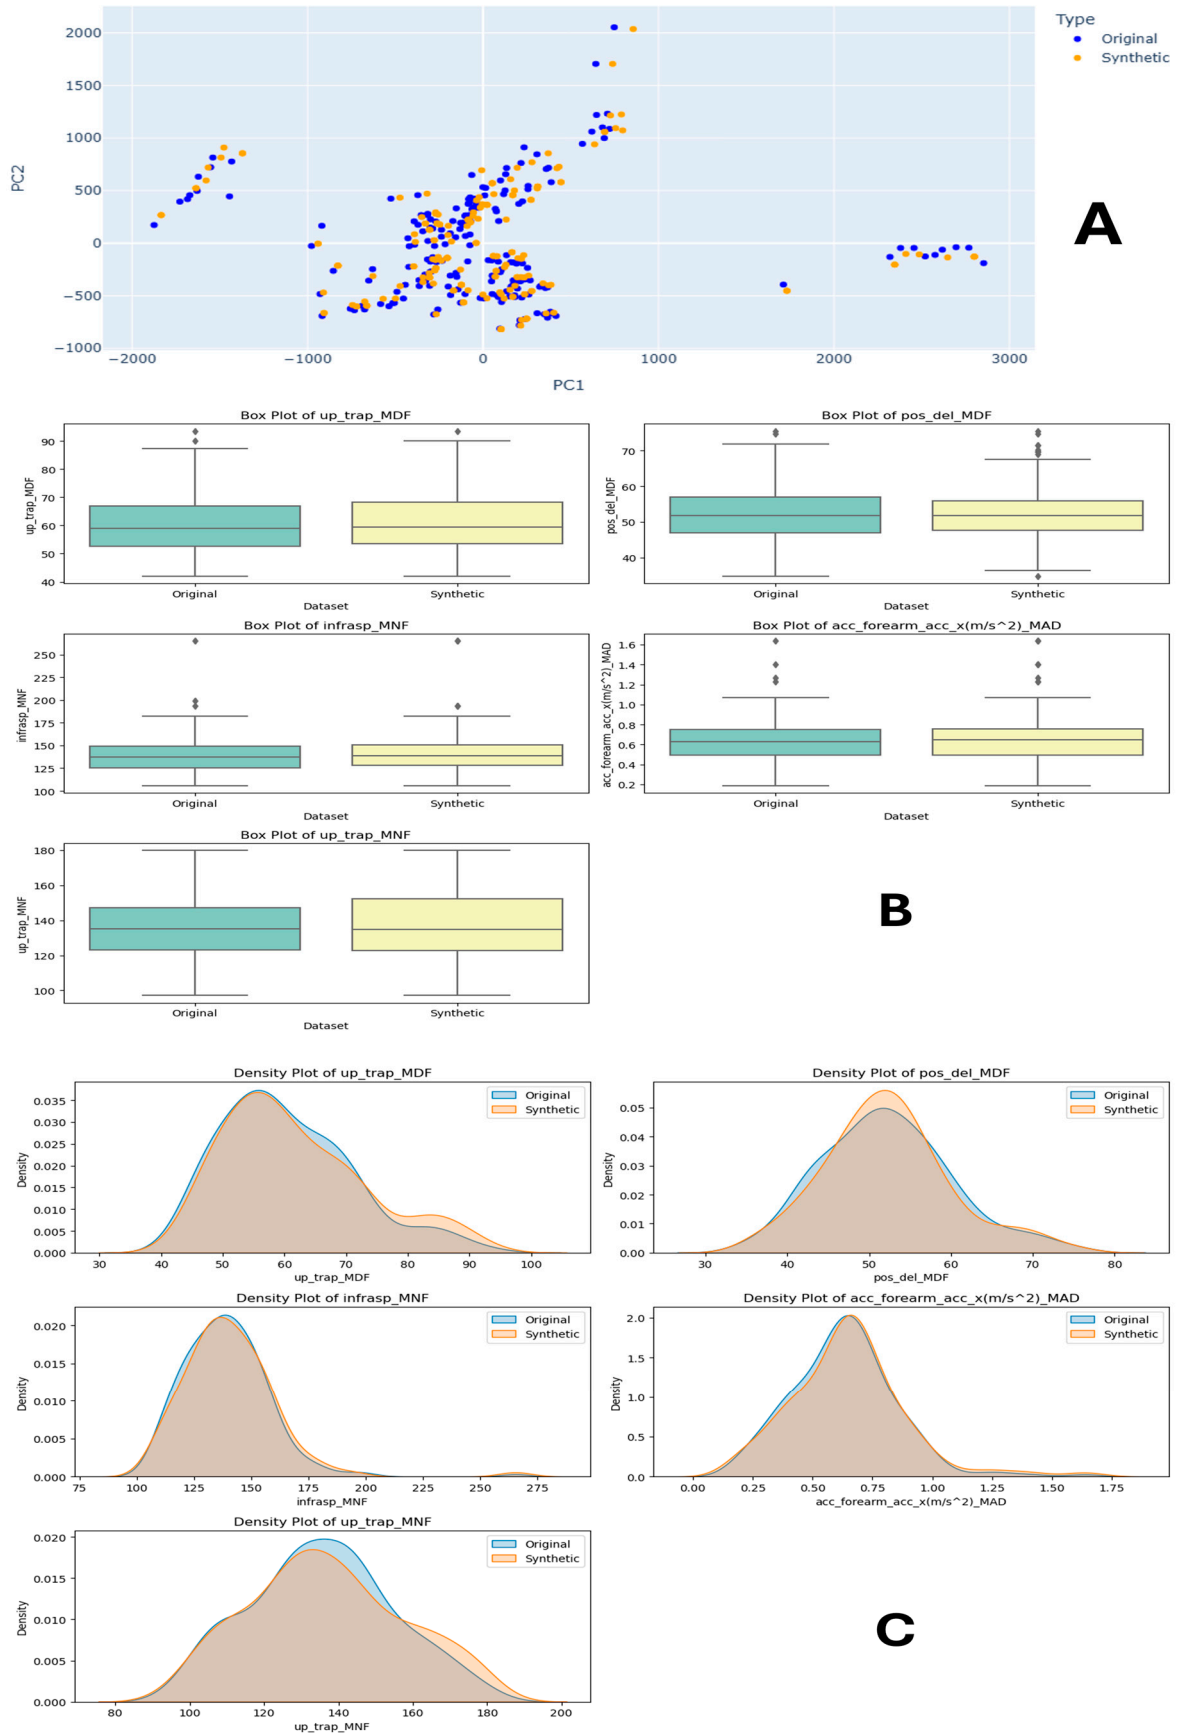 Type
Original
Synthetic
2000
1500
1000
500
0
−500
−1000
PC2
−2000 −1000 0 1000 2000 3000
PC1
A
Box Plot of up_trap_MDF
90
80
70
60
50
40
up_trap_MDF
Original Synthetic
Dataset
Box Plot of pos_del_MDF
70
60
50
40
pos_del_MDF
Original Synthetic
Dataset
Box Plot of infrasp_MNF
250
225
200
175
150
125
100
infrasp_MNF
Original Synthetic
Dataset
Box Plot of acc_forearm_acc_x(m/s^2)_MAD
1.6
1.4
1.2
1.0
0.8
0.6
0.4
0.2
acc_forearm_acc_x(m/s^2)_MAD
Original Synthetic
Dataset
Box Plot of up_trap_MNF
180
160
140
120
100
up_trap_MNF
Original Synthetic
Dataset
B
Density Plot of up_trap_MDF
Original
Synthetic
0.035
0.030
0.025
0.020
0.015
0.010
0.005
0.000
Density
30 40 50 60 70 80 90 100
up_trap_MDF
Density Plot of pos_del_MDF
Original
Synthetic
0.05
0.04
0.03
0.02
0.01
0.00
Density
30 40 50 60 70 80
pos_del_MDF
Density Plot of infrasp_MNF
Original
Synthetic
0.020
0.015
0.010
0.005
0.000
Density
75 100 125 150 175 200 225 250 275
infrasp_MNF
Density Plot of acc_forearm_acc_x(m/s^2)_MAD
Original
Synthetic
2.0
1.5
1.0
0.5
0.0
Density
0.00 0.25 0.50 0.75 1.00 1.25 1.50 1.75
acc_forearm_acc_x(m/s^2)_MAD
Density Plot of up_trap_MNF
Original
Synthetic
0.020
0.015
0.010
0.005
0.000
Density
80 100 120 140 160 180 200
up_trap_MNF
C